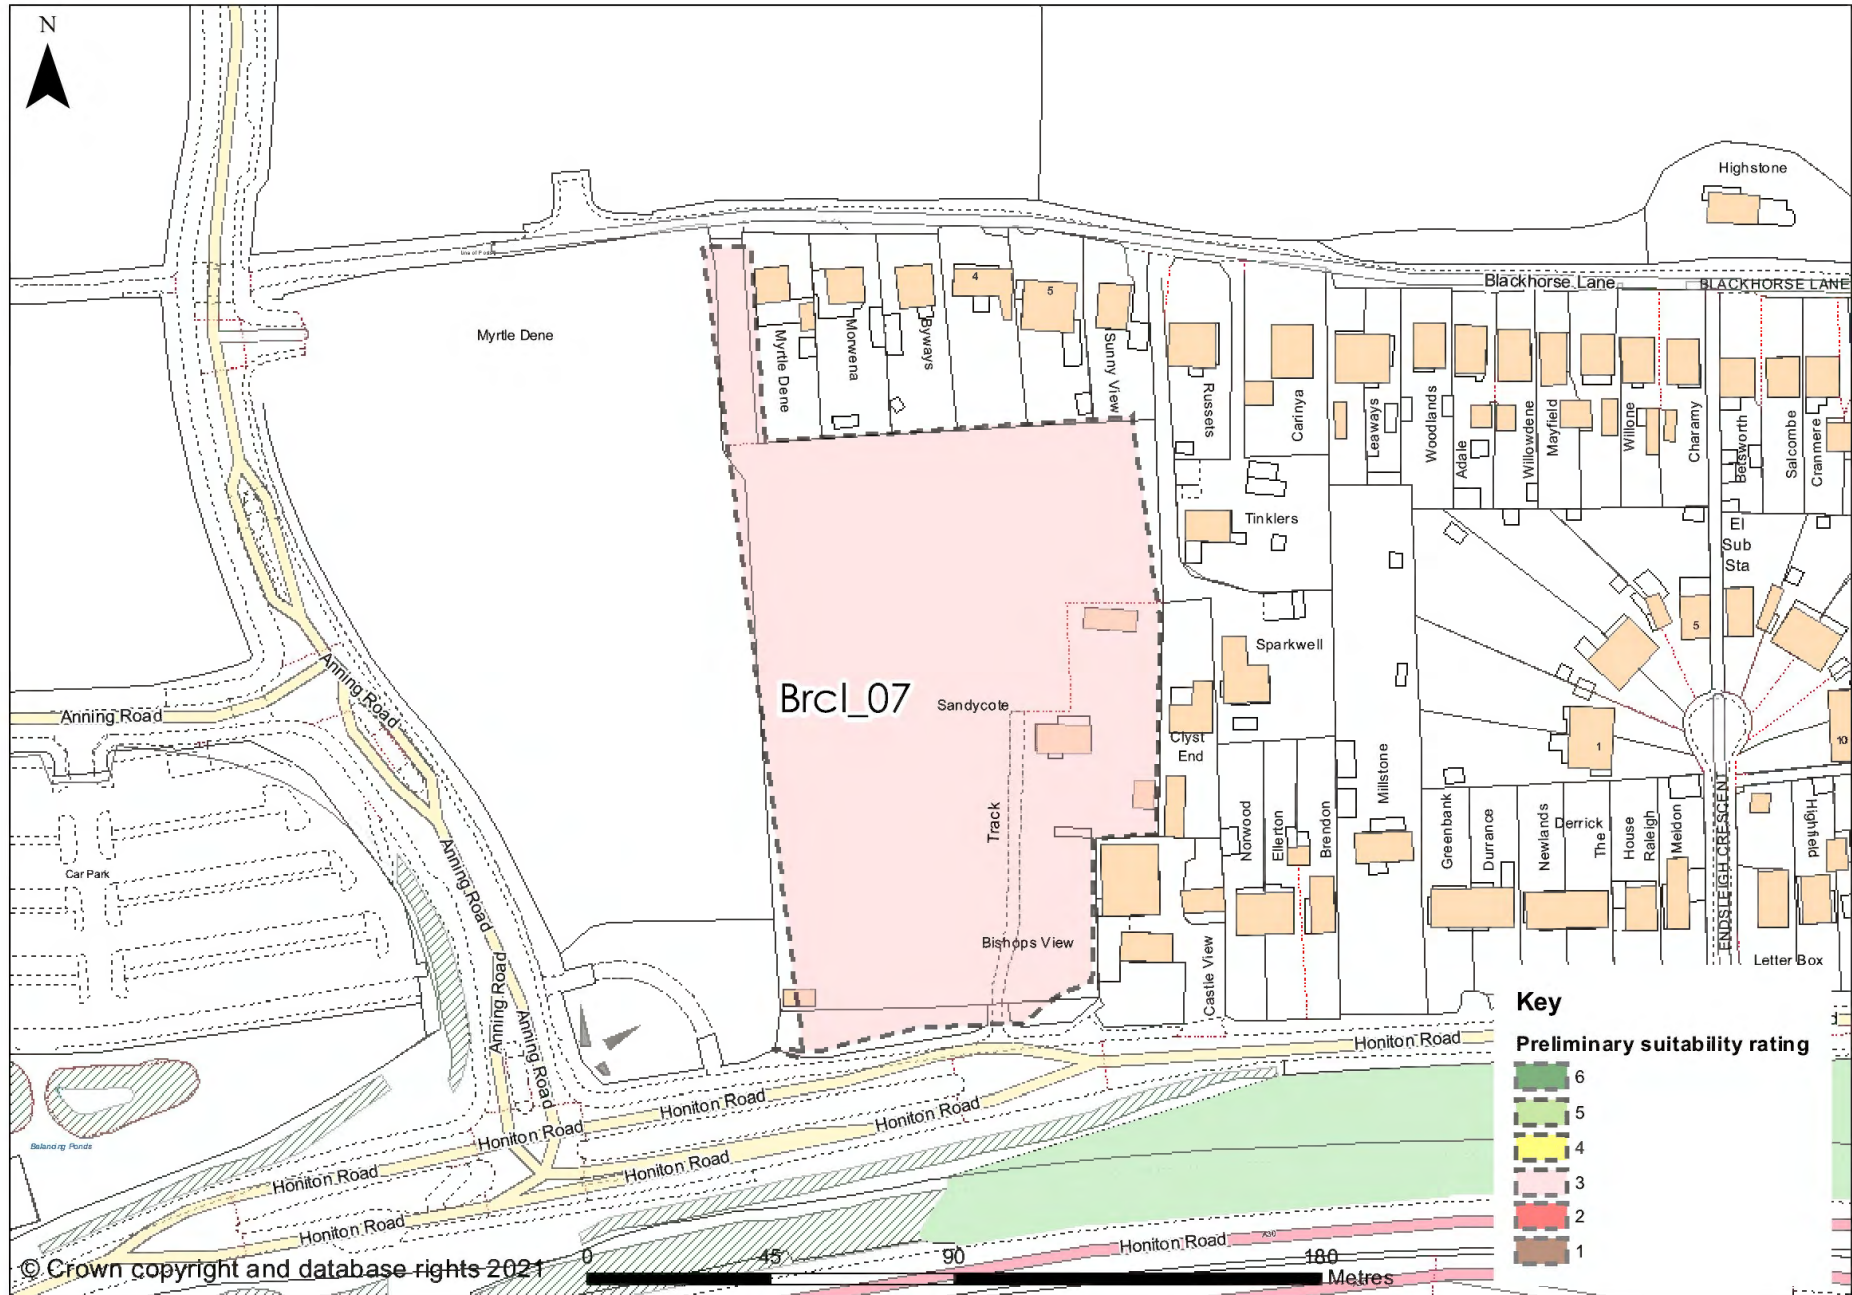 N
Highstone
Blackhorse Lane
BLACKHORSE LANE
Myrtle Dene
4
5
Myrtle Dene
Morwena
Byways
Sunny View
Russets
Carinya
Leaways
Woodlands
Adale
Willowdene
Mayfield
Willone
Charamy
Betsworth
Salcombe
Cranmere
Tinklers
El
Sub
Sta
5
Sparkwell
Anning Road
Anning Road
Brcl_07
Sandycote
Clyst
End
1
10
Track
Millstone
Norwood
Ellerton
Brendon
Greenbank
Durrance
Newlands
Derrick
The
House
Raleigh
Meldon
Highfield
ENDSLEIGH CRESCENT
Car Park
Anning Road
Bishops View
Castle View
Letter Box
Anning Road
Anning Road
Honiton Road
Honiton Road
Honiton Road
Honiton Road
Honiton Road
Honiton Road
Honiton Road
Honiton Road
A30
Balancing Ponds
Key
Preliminary suitability rating
6
5
4
3
2
1
© Crown copyright and database rights 2021
0 45 90 180
Metres